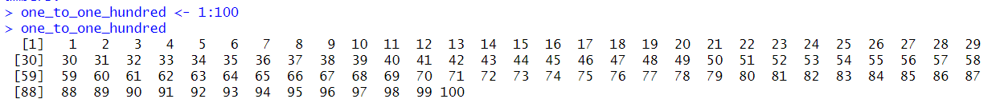 > one_to_one_hundred <- 1:100
> one_to_one_hundred
[1] 1 2 3 4 5 6 7 8 9 10 11 12 13 14 15 16 17 18 19 20 21 22 23 24 25 26 27 28 29
[30] 30 31 32 33 34 35 36 37 38 39 40 41 42 43 44 45 46 47 48 49 50 51 52 53 54 55 56 57 58
[59] 59 60 61 62 63 64 65 66 67 68 69 70 71 72 73 74 75 76 77 78 79 80 81 82 83 84 85 86 87
[88] 88 89 90 91 92 93 94 95 96 97 98 99 100